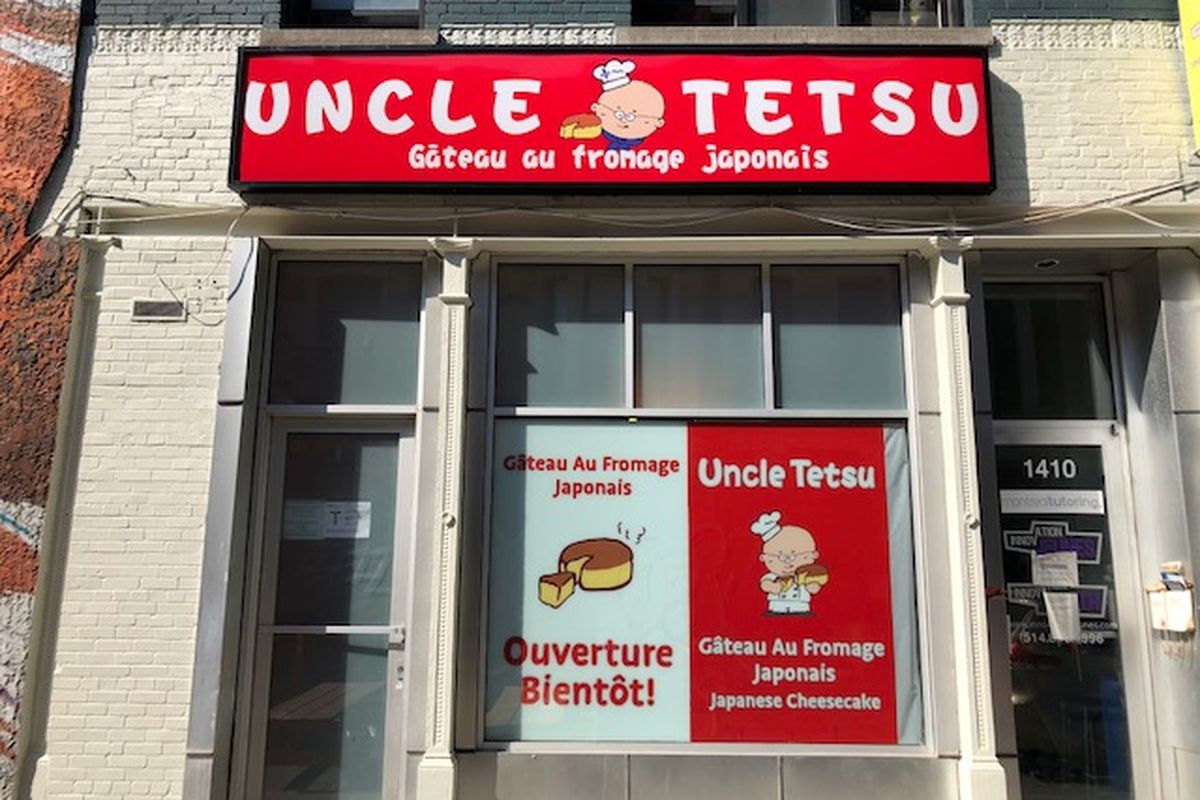 UNCLE TETSU
Gâteau au fromage japonais
Gâteau Au Fromage
Japonais
Ouverture
Bientôt!
Uncle Tetsu
Gâteau Au Fromage
Japonais
Japanese Cheesecake
1410
montrealtutoring.